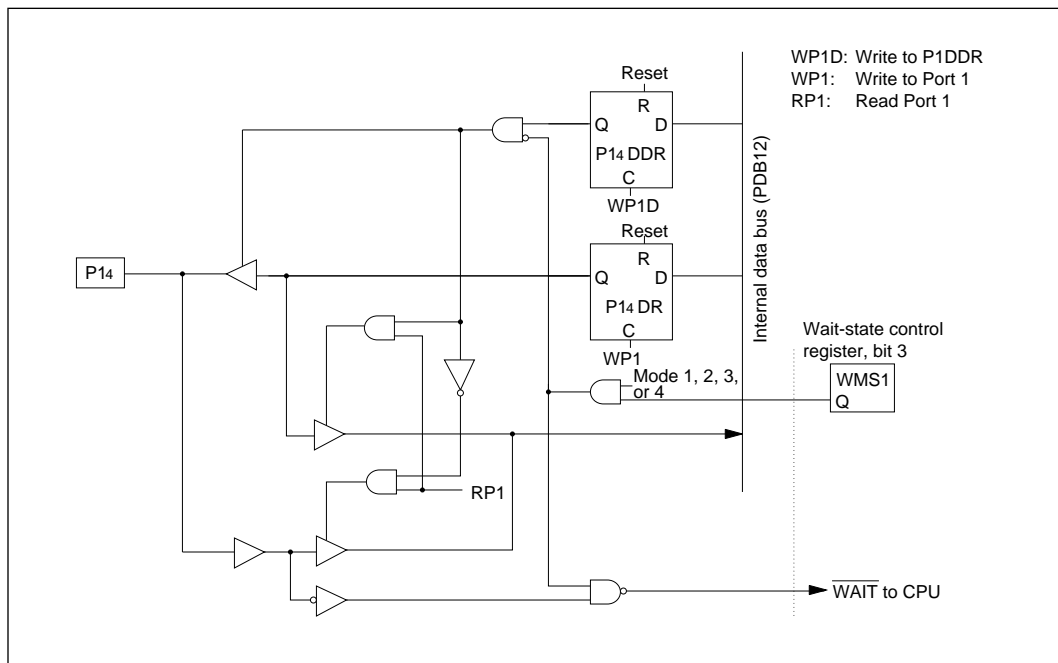 WP1D: Write to P1DDR
WP1: Write to Port 1
RP1: Read Port 1
Reset
R
Q
D
P14 DDR
C
WP1D
Internal data bus (PDB12)
Reset
R
Q
D
P14 DR
C
WP1
P14
Wait-state control
register, bit 3
Mode 1, 2, 3,
or 4
WMS1
Q
RP1
WAIT to CPU